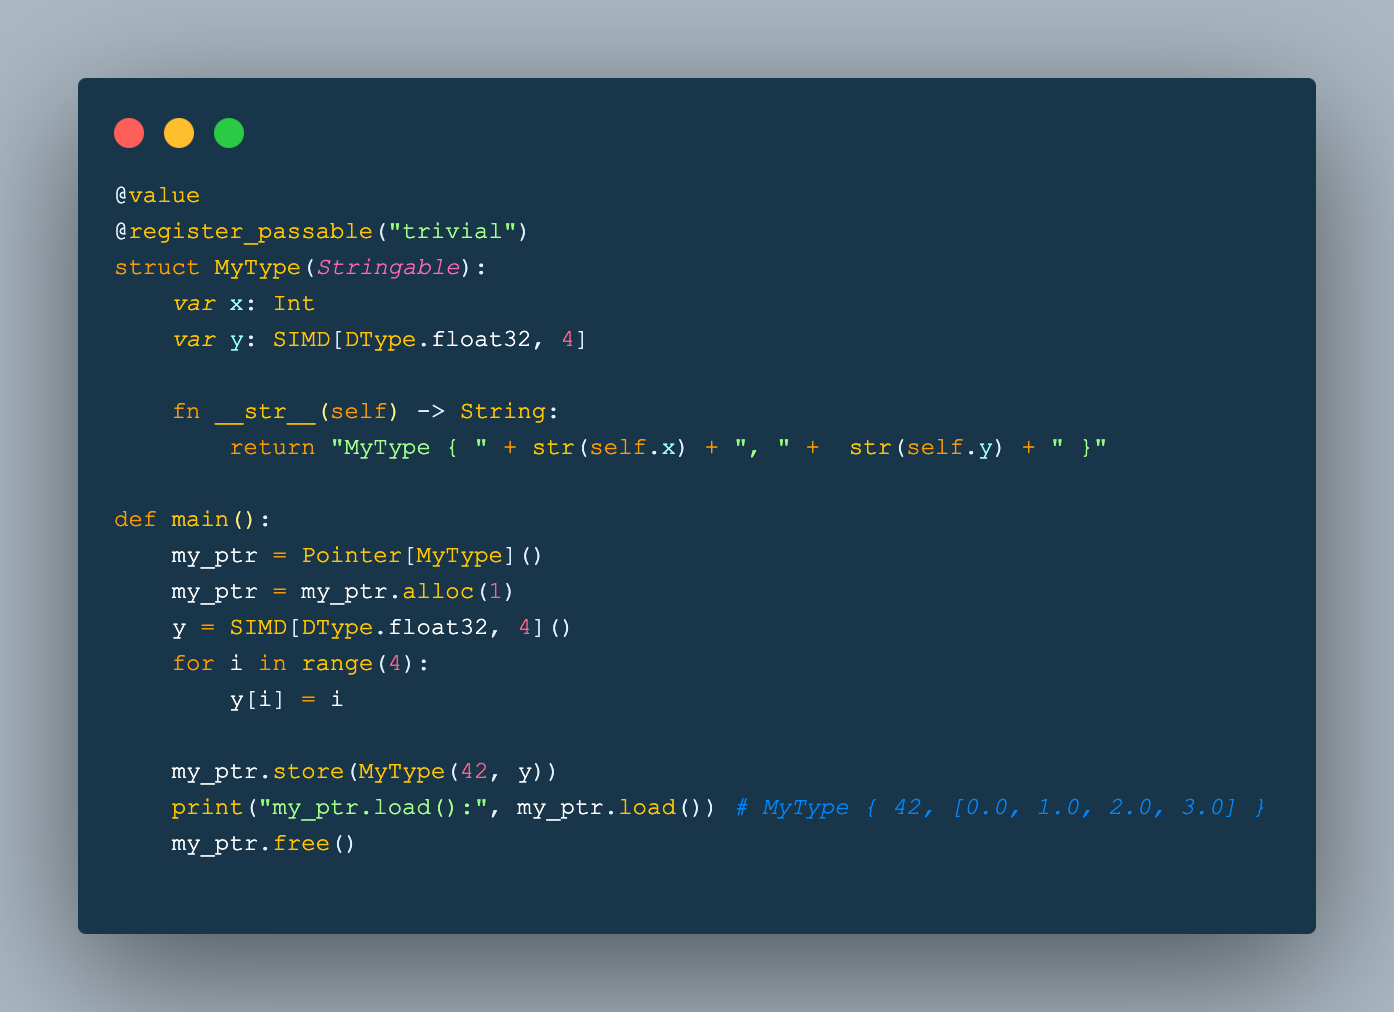 @value
@register_passable("trivial")
struct MyType(Stringable):
    var x: Int
    var y: SIMD[DType.float32, 4]

    fn __str__(self) -> String:
        return "MyType { " + str(self.x) + ", " +  str(self.y) + " }"

def main():
    my_ptr = Pointer[MyType]()
    my_ptr = my_ptr.alloc(1)
    y = SIMD[DType.float32, 4]()
    for i in range(4):
        y[i] = i

    my_ptr.store(MyType(42, y))
    print("my_ptr.load():", my_ptr.load()) # MyType { 42, [0.0, 1.0, 2.0, 3.0] }
    my_ptr.free()